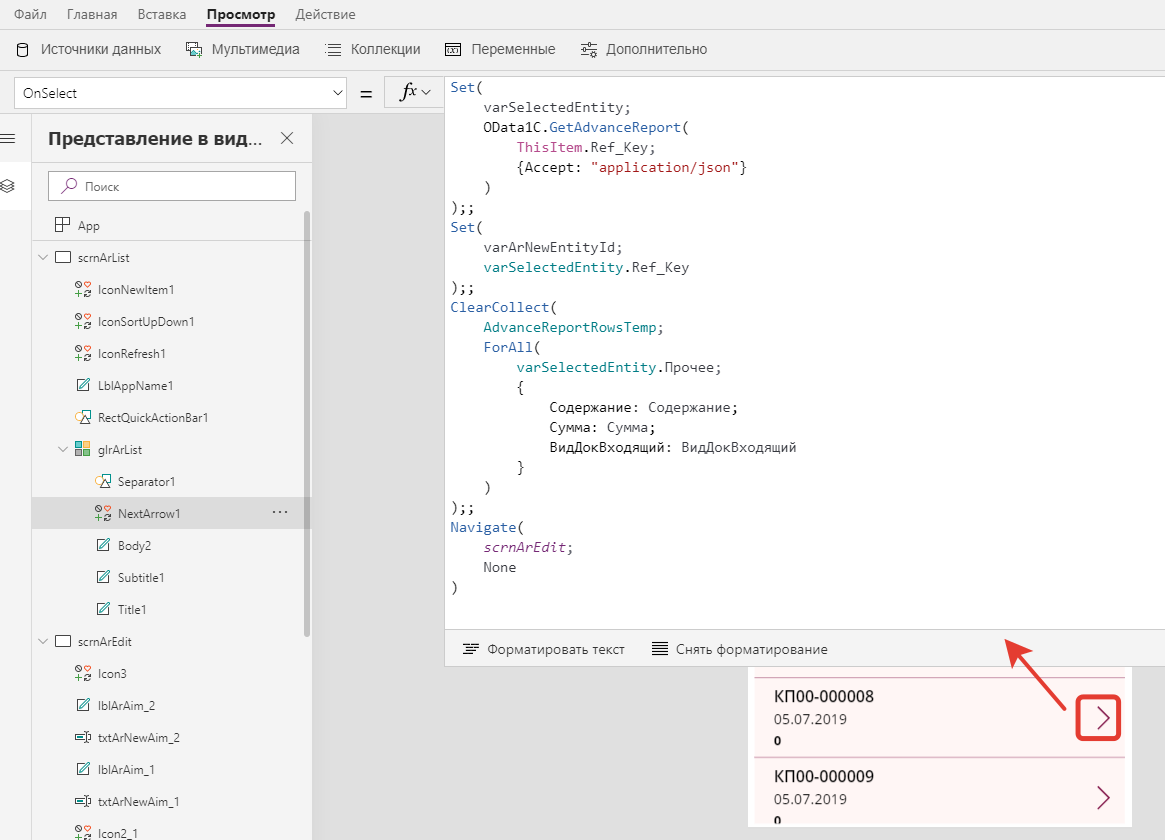 Файл Главная Вставка Просмотр Действие
Источники данных Мультимедиа Коллекции Переменные Дополнительно
OnSelect = fx
Представление в вид...
Поиск
App
scrnArList
IconNewItem1
IconSortUpDown1
IconRefresh1
LblAppName1
RectQuickActionBar1
glrArList
Separator1
NextArrow1 ...
Body2
Subtitle1
Title1
scrnArEdit
Icon3
lblArAim_2
txtArNewAim_2
lblArAim_1
txtArNewAim_1
Icon2_1
Set(
varSelectedEntity;
OData1C.GetAdvanceReport(
ThisItem.Ref_Key;
{Accept: "application/json"}
)
);;
Set(
varArNewEntityId;
varSelectedEntity.Ref_Key
);;
ClearCollect(
AdvanceReportRowsTemp;
ForAll(
varSelectedEntity.Прочее;
{
Содержание: Содержание;
Сумма: Сумма;
ВидДокВходящий: ВидДокВходящий
}
)
);;
Navigate(
scrnArEdit;
None
)
Форматировать текст Снять форматирование
КП00-000008
05.07.2019
0
КП00-000009
05.07.2019
0